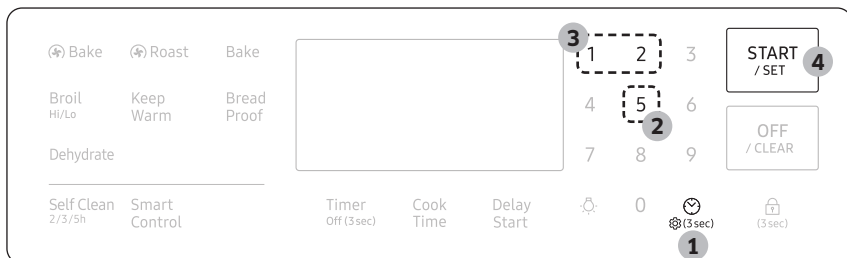 Bake Roast Bake 3 1 2 3 START
/ SET 4
Broil
Hi/Lo Keep
Warm Bread
Proof 4 5 6
2
OFF
/ CLEAR
Dehydrate 7 8 9
Self Clean
2/3/5h Smart
Control Timer
Off (3 sec) Cook
Time Delay
Start 0 (3 sec) (3 sec)
1